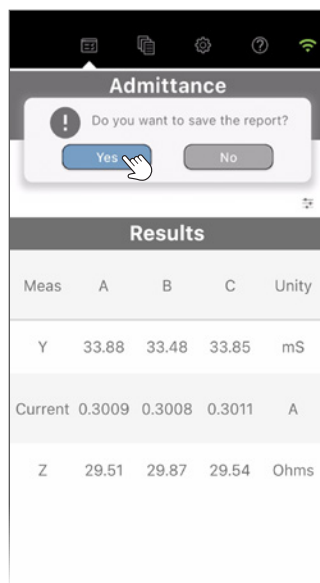 Admittance
Do you want to save the report?
Yes No
Results
Meas A B C Unity
Y 33.88 33.48 33.85 mS
Current 0.3009 0.3008 0.3011 A
Z 29.51 29.87 29.54 Ohms